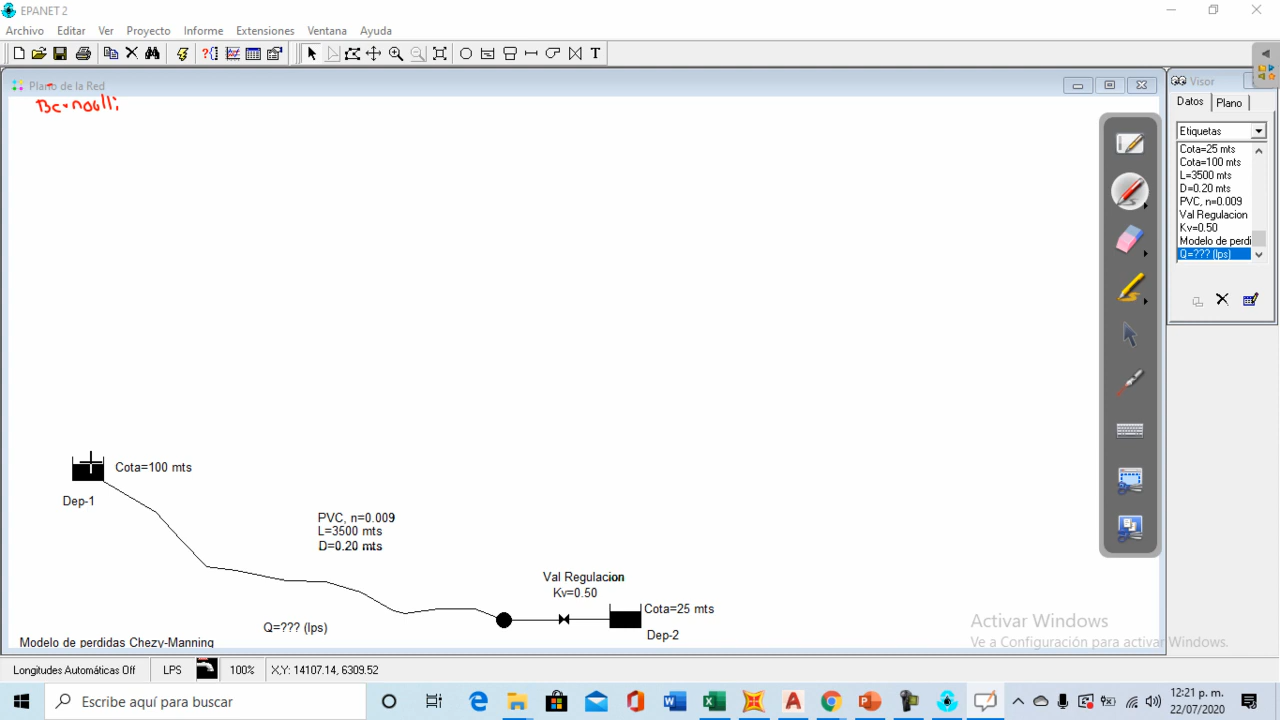 EPANET 2
Archivo Editar Ver Proyecto Informe Extensiones Ventana Ayuda
Plano de la Red
Bernoulli
Visor
Datos Plano
Etiquetas
Cota=25 mts
Cota=100 mts
L=3500 mts
D=0.20 mts
PVC, n=0.009
Val Regulacion
Kv=0.50
Modelo de perdi
Q=??? (lps)
Cota=100 mts
Dep-1
PVC, n=0.009
L=3500 mts
D=0.20 mts
Val Regulacion
Kv=0.50
Cota=25 mts
Dep-2
Q=??? (lps)
Modelo de perdidas Chezy-Manning
Activar Windows
Ve a Configuración para activar Windows.
Longitudes Automáticas Off LPS 100% X,Y: 14107.14, 6309.52
Escribe aquí para buscar
12:21 p. m.
22/07/2020